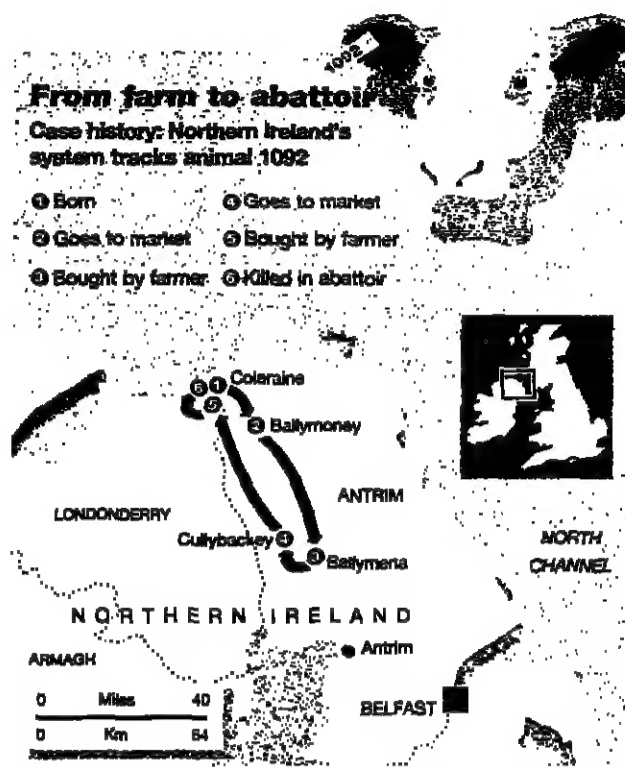 1092
From farm to abattoir
Case history: Northern Ireland's
system tracks animal 1092
1 Born
2 Goes to market
3 Bought by farmer
4 Goes to market
5 Bought by farmer
6 Killed in abattoir
6 1 Coleraine
5
2 Ballymoney
LONDONDERRY
ANTRIM
Cullybackey 4
3 Ballymena
NORTH
CHANNEL
NORTHERN IRELAND
Antrim
ARMAGH
0 Miles 40
0 Km 64
BELFAST